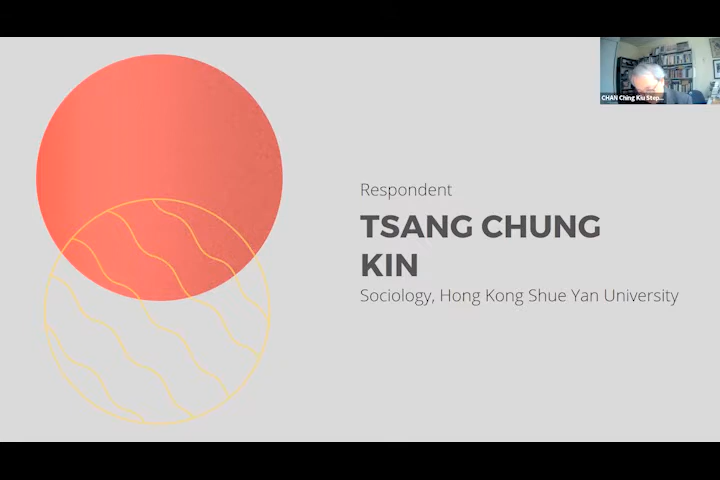 CHAN Ching Kiu Step...
Respondent
TSANG CHUNG
KIN
Sociology, Hong Kong Shue Yan University